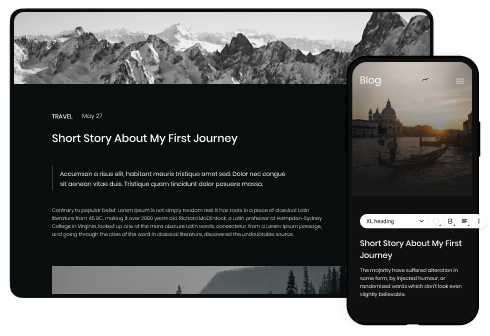 TRAVEL May 27
Short Story About My First Journey
Accumsan a risus elit, habitant mauris tristique amet sed. Dolor nec congue
sit aenean vitae duis. Tristique quam tincidunt dolor posuere massa.
Contrary to popular belief, Lorem Ipsum is not simply random text. It has roots in a piece of classical Latin
literature from 45 BC, making it over 2000 years old. Richard McClintock, a Latin professor at Hampden-Sydney
College in Virginia, looked up one of the more obscure Latin words, consectetur, from a Lorem Ipsum passage,
and going through the cites of the word in classical literature, discovered the undoubtable source.
Blog
XL heading
B
Short Story About My First
Journey
The majority have suffered alteration in
some form, by injected humour, or
randomised words which don't look even
slightly believable.